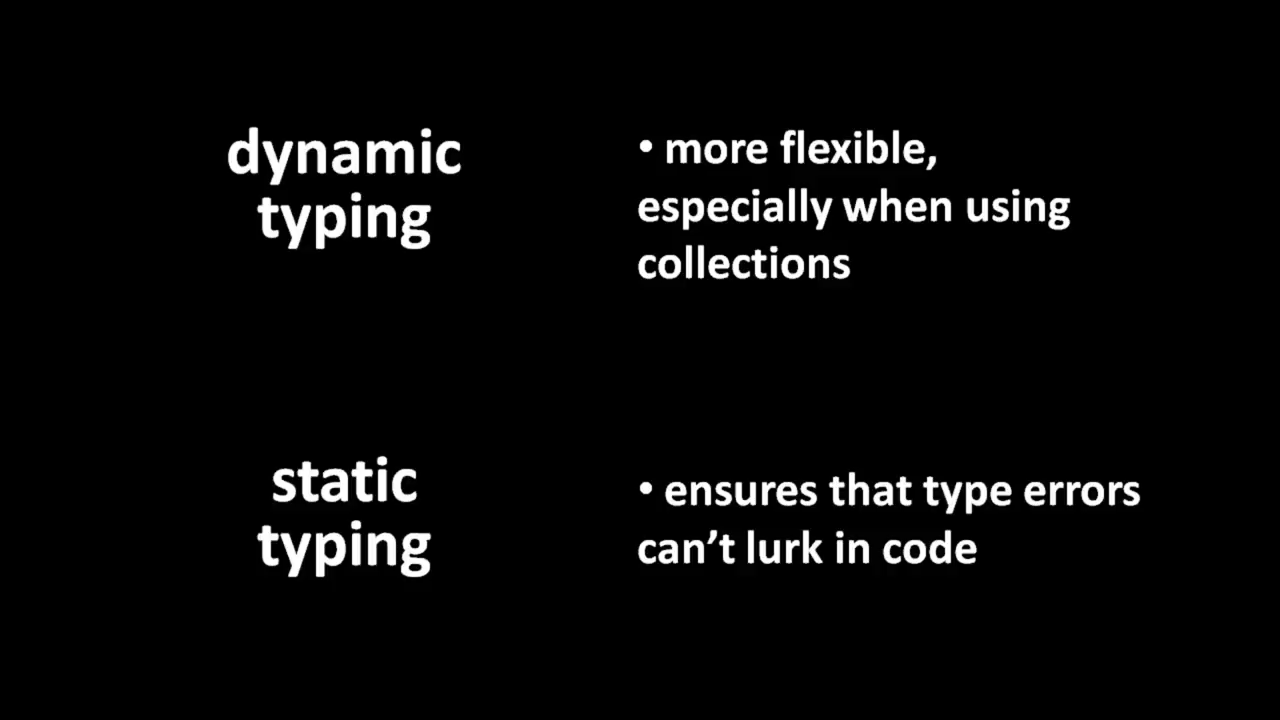 dynamic
typing
• more flexible,
especially when using
collections
static
typing
• ensures that type errors
can’t lurk in code